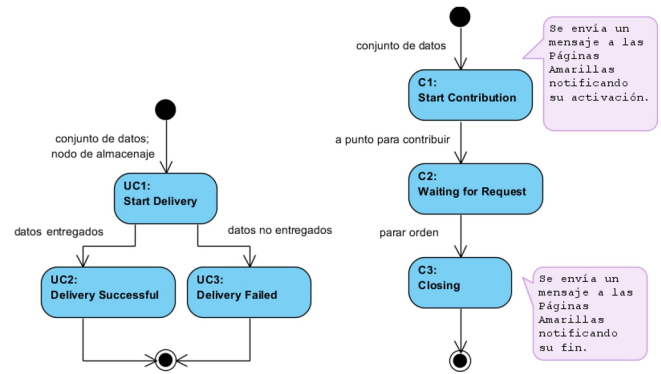 conjunto de datos;
nodo de almacenaje
UC1:
Start Delivery
datos entregados
datos no entregados
UC2:
Delivery Successful
UC3:
Delivery Failed
conjunto de datos
C1:
Start Contribution
Se envía un
mensaje a las
Páginas
Amarillas
notificando
su activación.
a punto para contribuir
C2:
Waiting for Request
parar orden
C3:
Closing
Se envía un
mensaje a las
Páginas
Amarillas
notificando
su fin.